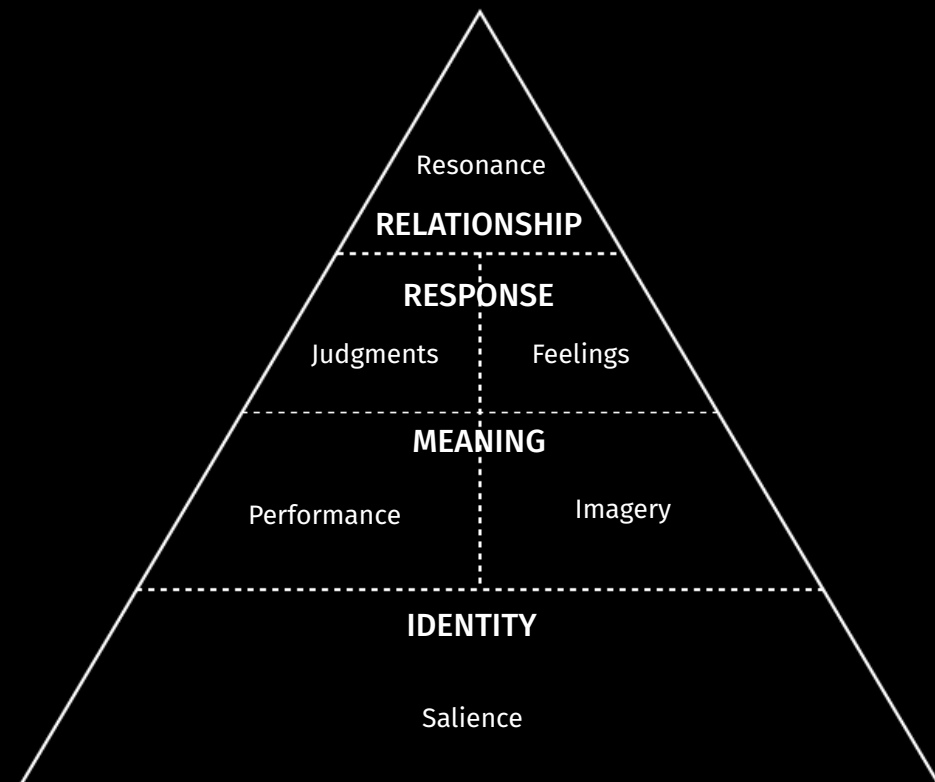 Resonance
RELATIONSHIP
RESPONSE
Judgments Feelings
MEANING
Performance Imagery
IDENTITY
Salience